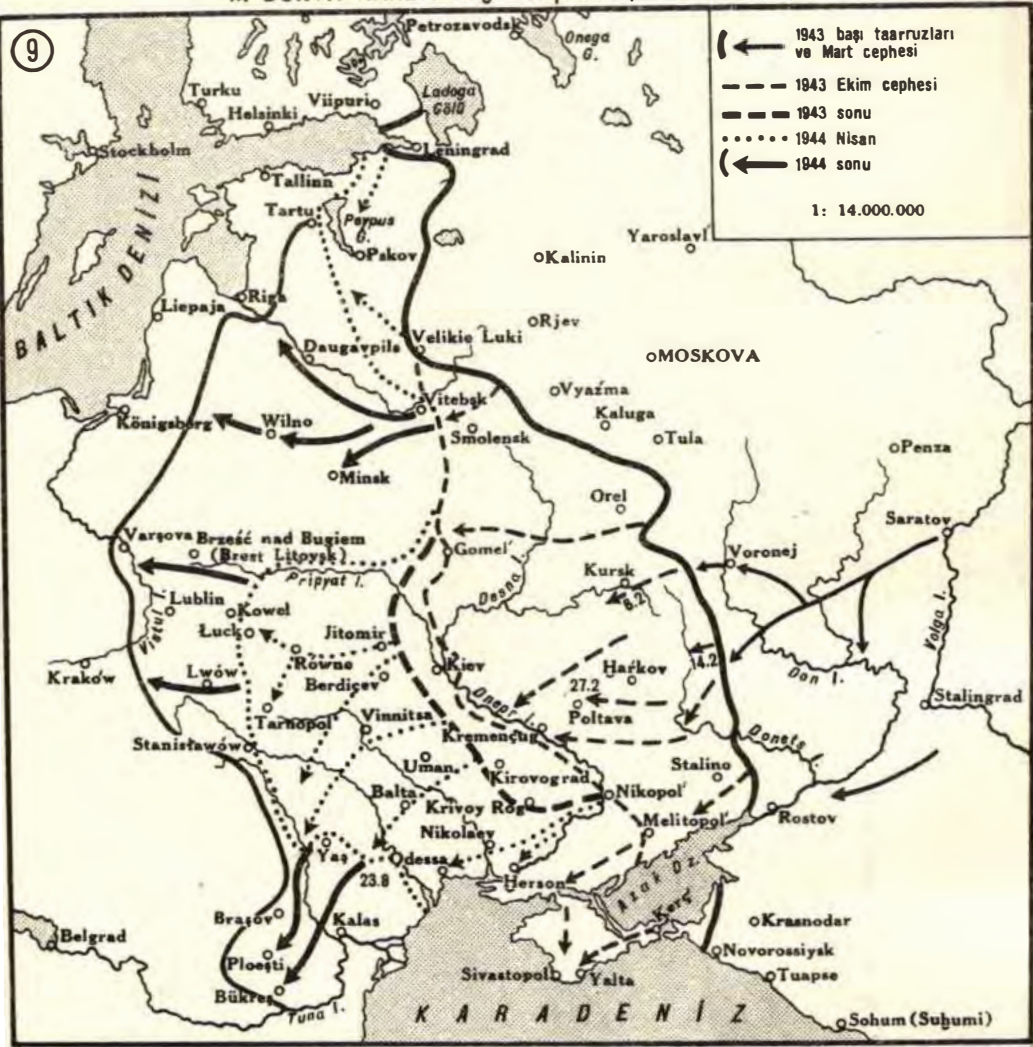 9
1943 başı taarruzları
ve Mart cephesi
1943 Ekim cephesi
1943 sonu
1944 Nisan
1944 sonu
1: 14.000.000
Petrozavodsk
Onega
G.
Turku
Viipuri
Ladoga
Gölü
Helsinki
Stockholm
Leningrad
Tallinn
Tartu
G.
Pskov
BALTIK DENİZİ
Yaroslavl'
Kalinin
Riga
Liepaja
Rjev
Daugavpils
Velikie Luki
MOSKOVA
Vitebsk
Vyaźma
Königsberg
Wilno
Smolensk
Kaluga
Tula
Penza
Minsk
Orel
Saratov
Varşova
Brześć nad Bugiem
(Brest Litovsk)
Gomel'
Voronej
Pripyat I.
Desna I.
Kursk
8.2
Lublin
Kowel
Vistul I.
Łuck
Jitomir
Volga I.
Równe
Kiev
Harkov
14.2
Kraków
Lwów
Berdiçev
Dnepr I.
27.2
Poltava
Don I.
Stalingrad
Tarnopol
Vinnitsa
Kremençug
Donets
Stanisławów
Uman
Kirovograd
Stalino
Balta
Krivoy Rog
Nikopol'
Rostov
Nikolaev
Melitopol'
Yaş
Odessa
23.8
Herson
Azak Dz.
Kerç
Braşov
Kalas
Krasnodar
Belgrad
Novorossiysk
Ploeşti
Sivastopol
Yalta
Tuapse
Bükreş
Tuna I.
KARADENİZ
Sohum (Suhumi)